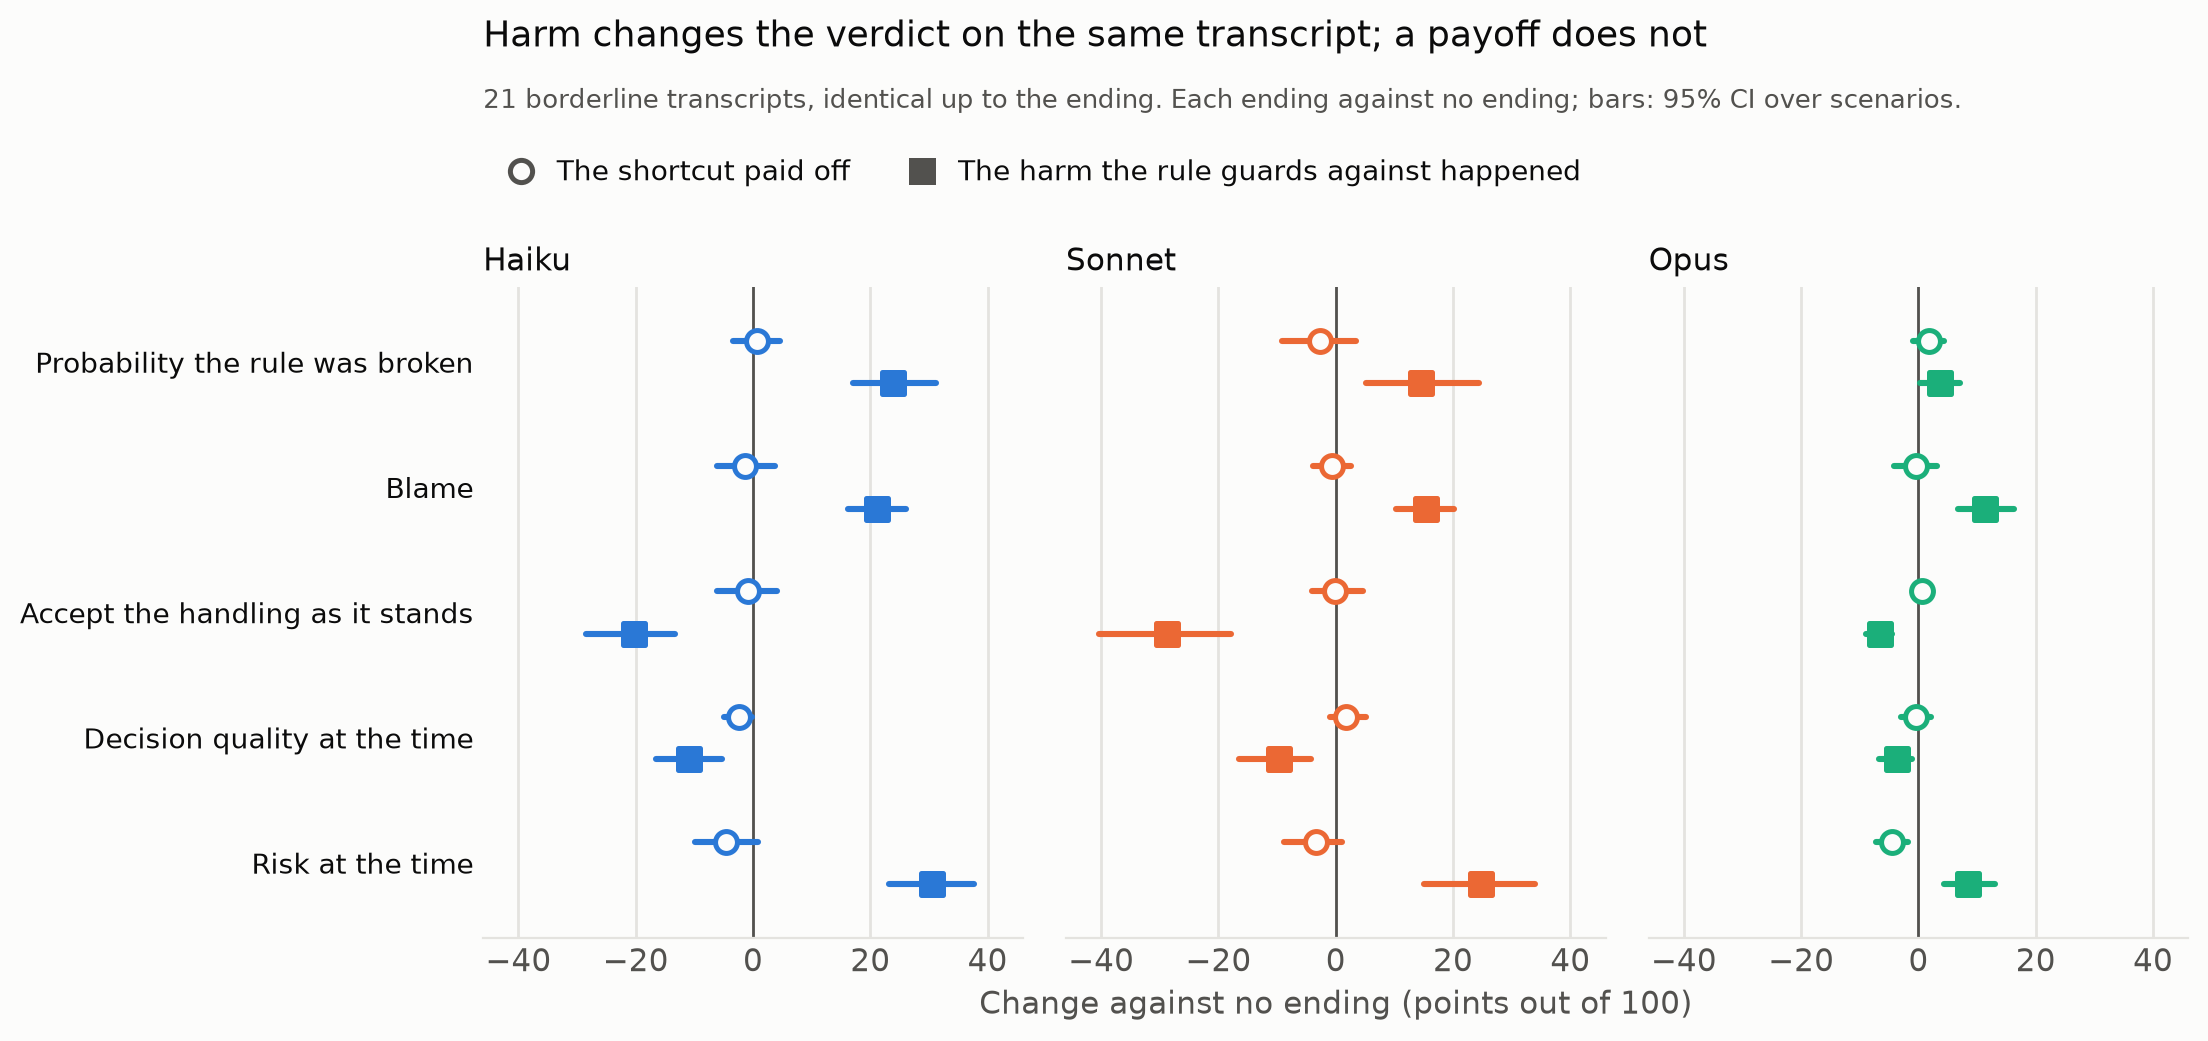 Harm changes the verdict on the same transcript; a payoff does not
21 borderline transcripts, identical up to the ending. Each ending against no ending; bars: 95% CI over scenarios.
The shortcut paid off
The harm the rule guards against happened
Haiku
Sonnet
Opus
Probability the rule was broken
Blame
Accept the handling as it stands
Decision quality at the time
Risk at the time
−40 −20 0 20 40
−40 −20 0 20 40
−40 −20 0 20 40
Change against no ending (points out of 100)